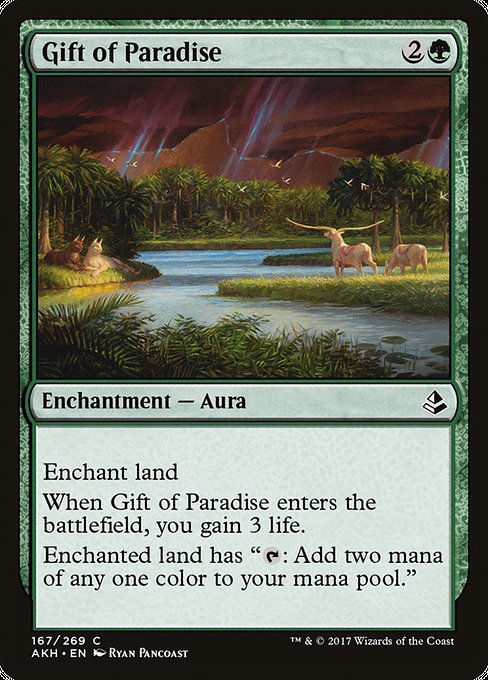 Gift of Paradise 2
Enchantment — Aura
Enchant land
When Gift of Paradise enters the
battlefield, you gain 3 life.
Enchanted land has “: Add two mana
of any one color to your mana pool.”
167/269 C
AKH • EN Ryan Pancoast
™ & © 2017 Wizards of the Coast